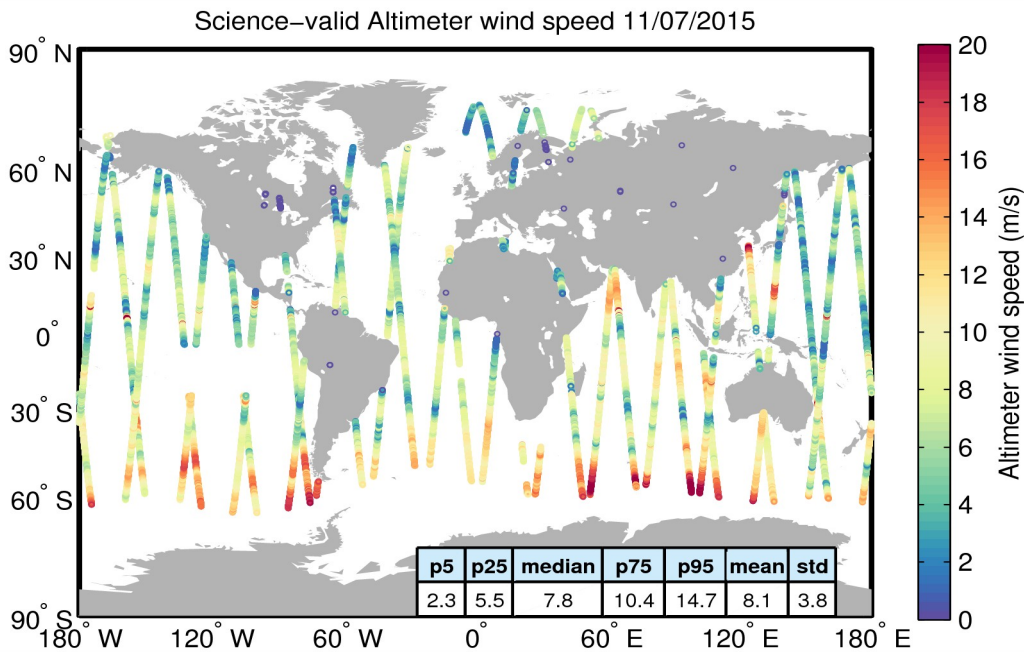 Science−valid Altimeter wind speed 11/07/2015
90° N
60° N
30° N
0°
30° S
60° S
90° S
180° W
120° W
60° W
0°
60° E
120° E
180° E
p5 p25 median p75 p95 mean std
2.3 5.5 7.8 10.4 14.7 8.1 3.8
20
18
16
14
12
10
8
6
4
2
0
Altimeter wind speed (m/s)